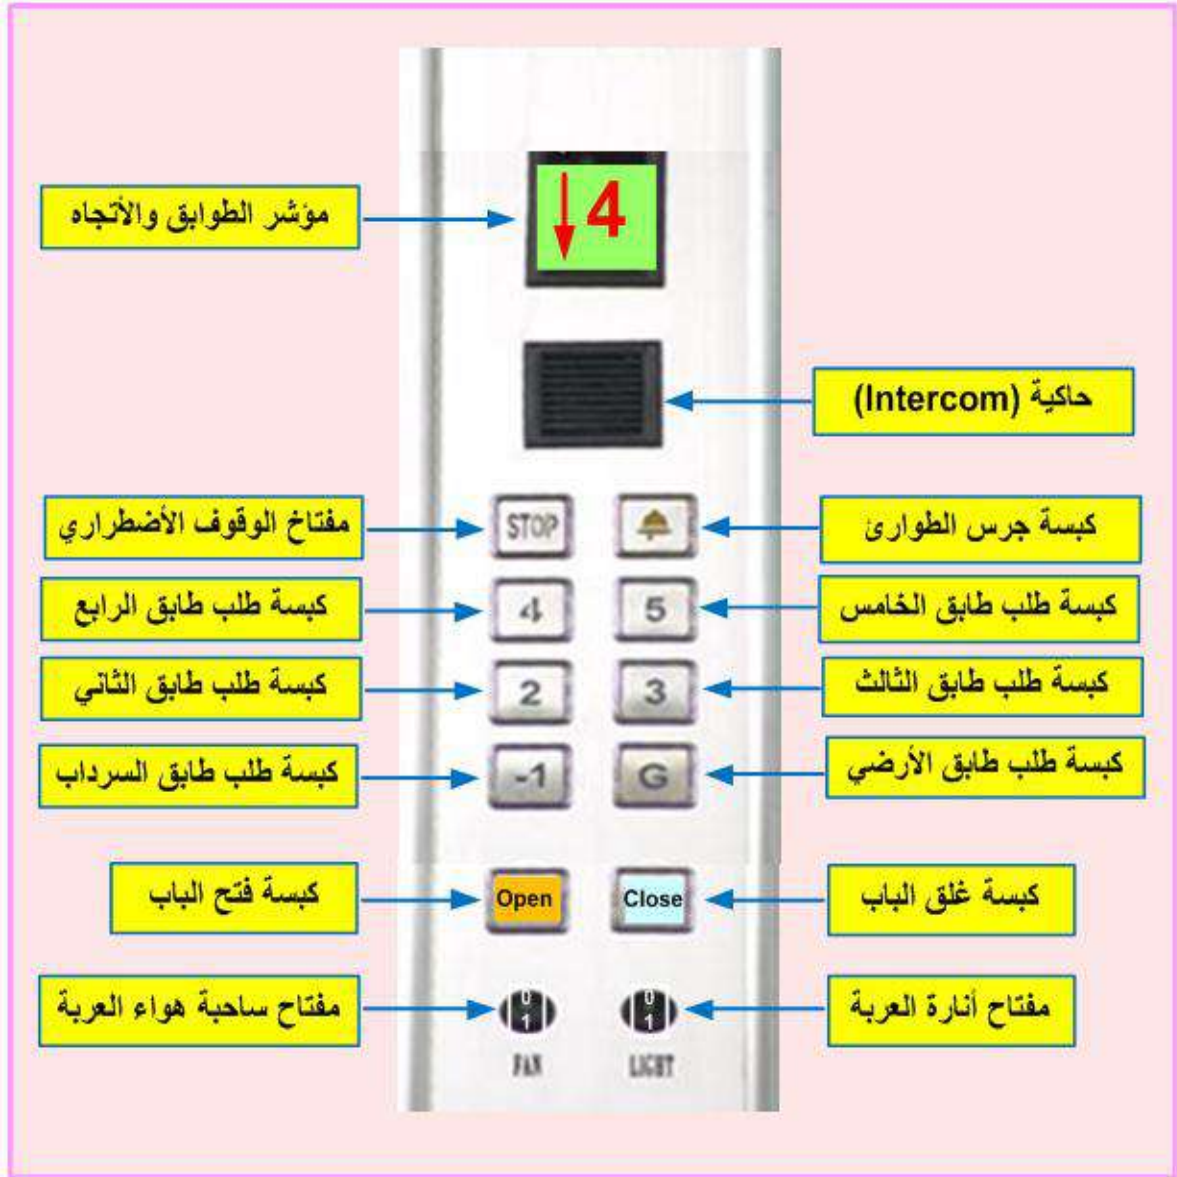 4
مؤشر الطوابق والأتجاه
حاكية (Intercom)
STOP
مفتاخ الوقوف الأضطراري
كبسة جرس الطوارئ
4
5
كبسة طلب طابق الرابع
كبسة طلب طابق الخامس
2
3
كبسة طلب طابق الثاني
كبسة طلب طابق الثالث
-1
G
كبسة طلب طابق السرداب
كبسة طلب طابق الأرضي
Open
Close
كبسة فتح الباب
كبسة غلق الباب
0
1
0
1
مفتاح ساحبة هواء العربة
مفتاح أنارة العربة
FAN
LIGHT